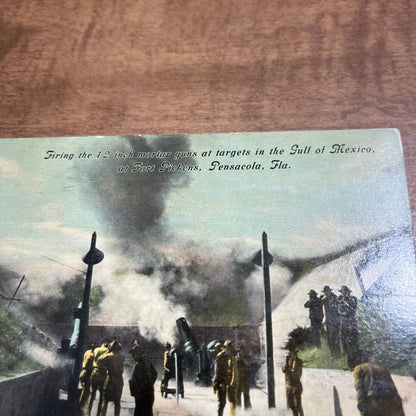 Firing the 12 inch mortar guns at targets in the Gulf of Mexico,
at Fort Pickens, Pensacola, Fla.